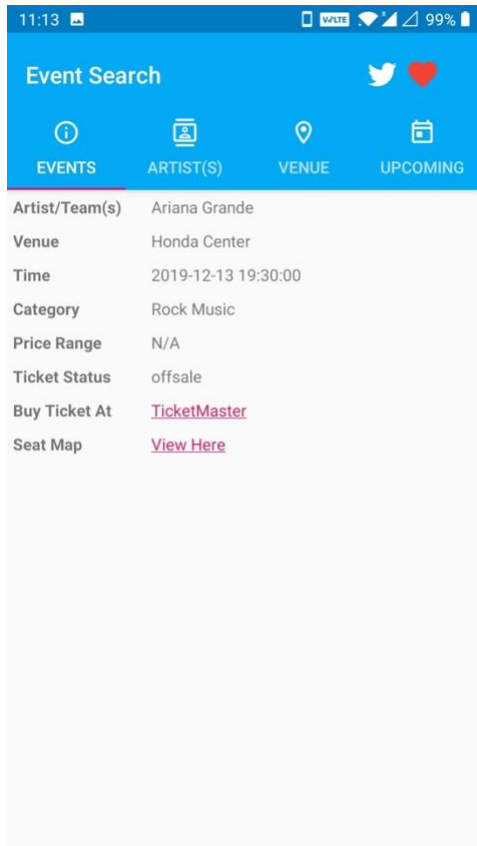 11:13 VoLTE x 99%
Event Search
EVENTS ARTIST(S) VENUE UPCOMING
Artist/Team(s) Ariana Grande
Venue Honda Center
Time 2019-12-13 19:30:00
Category Rock Music
Price Range N/A
Ticket Status offsale
Buy Ticket At TicketMaster
Seat Map View Here